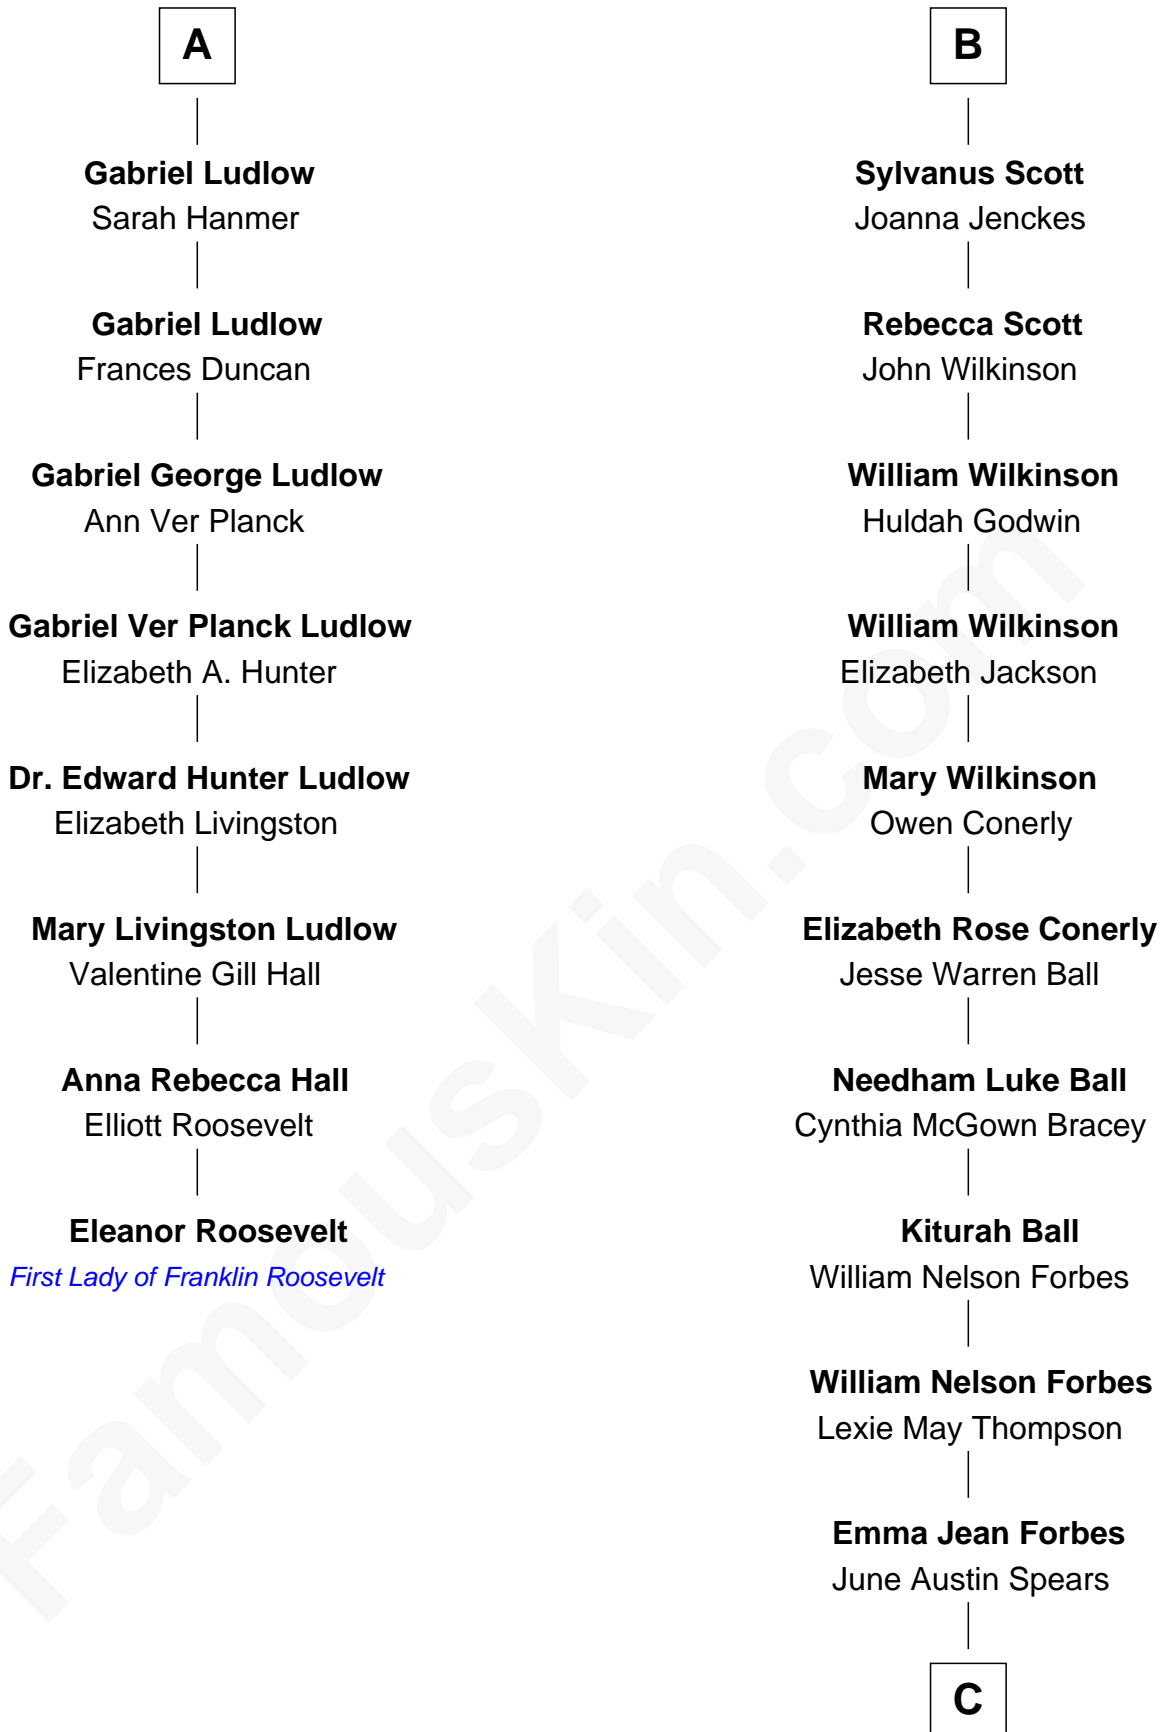 A
Gabriel Ludlow
Sarah Hanmer
Gabriel Ludlow
Frances Duncan
Gabriel George Ludlow
Ann Ver Planck
Gabriel Ver Planck Ludlow
Elizabeth A. Hunter
Dr. Edward Hunter Ludlow
Elizabeth Livingston
Mary Livingston Ludlow
Valentine Gill Hall
Anna Rebecca Hall
Elliott Roosevelt
Eleanor Roosevelt
First Lady of Franklin Roosevelt
B
Sylvanus Scott
Joanna Jenckes
Rebecca Scott
John Wilkinson
William Wilkinson
Huldah Godwin
William Wilkinson
Elizabeth Jackson
Mary Wilkinson
Owen Conerly
Elizabeth Rose Conerly
Jesse Warren Ball
Needham Luke Ball
Cynthia McGown Bracey
Kiturah Ball
William Nelson Forbes
William Nelson Forbes
Lexie May Thompson
Emma Jean Forbes
June Austin Spears
C
FamousKin.com